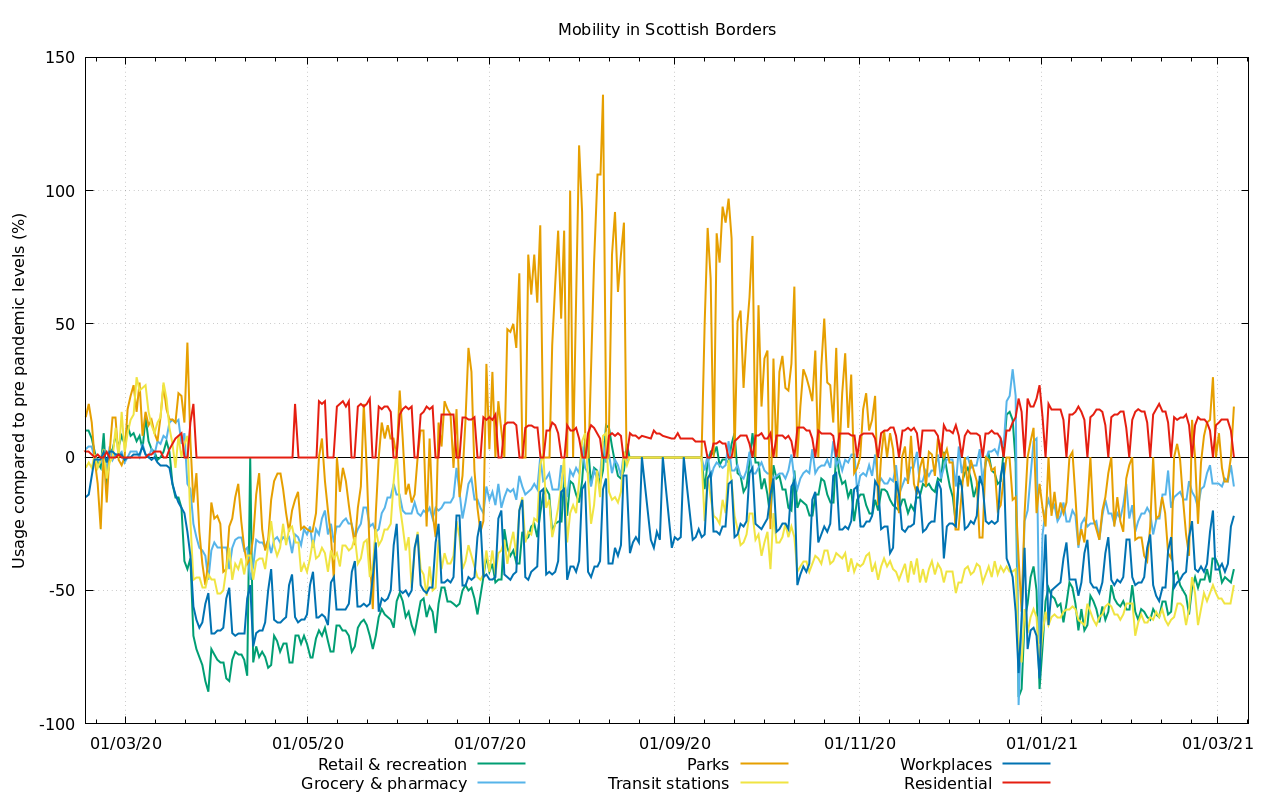 Mobility in Scottish Borders
Usage compared to pre pandemic levels (%)
150
100
50
0
-50
-100
01/03/20 01/05/20 01/07/20 01/09/20 01/11/20 01/01/21 01/03/21
Retail & recreation Parks Workplaces
Grocery & pharmacy Transit stations Residential